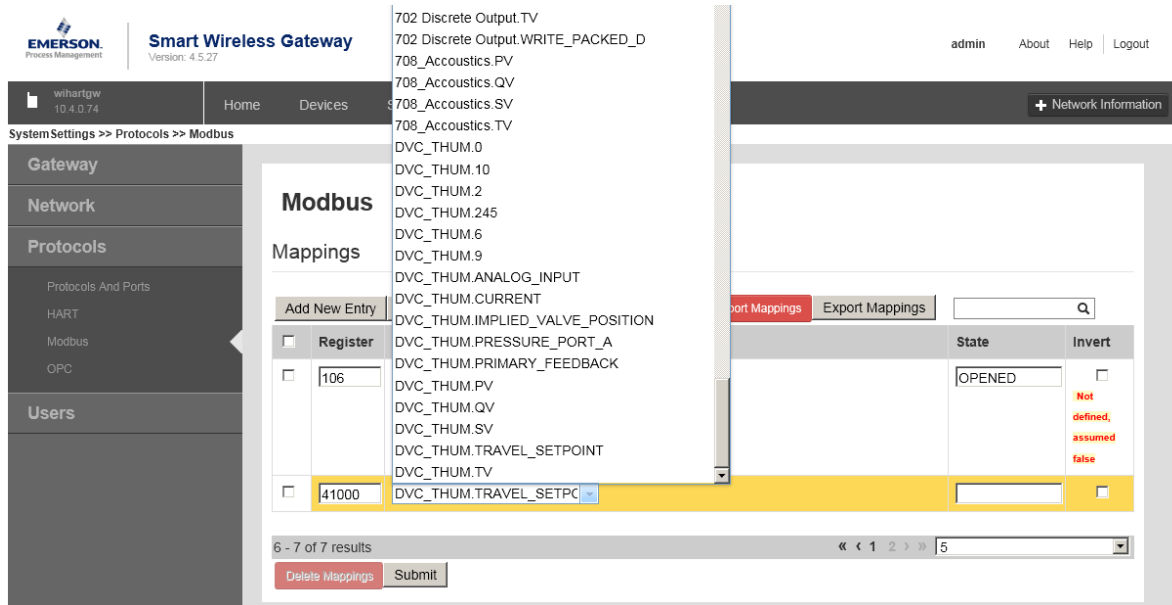 EMERSON.
Process Management
Smart Wireless Gateway
Version: 4.5.27
admin
About
Help
Logout
wihartgw
10.4.0.74
Home
Devices
S
Network Information
SystemSettings >> Protocols >> Modbus
Gateway
Network
Protocols
Protocols And Ports
HART
Modbus
OPC
Users
Modbus
Mappings
702 Discrete Output.TV
702 Discrete Output.WRITE_PACKED_D
708_Accoustics.PV
708_Accoustics.QV
708_Accoustics.SV
708_Accoustics.TV
DVC_THUM.0
DVC_THUM.10
DVC_THUM.2
DVC_THUM.245
DVC_THUM.6
DVC_THUM.9
DVC_THUM.ANALOG_INPUT
DVC_THUM.CURRENT
DVC_THUM.IMPLIED_VALVE_POSITION
DVC_THUM.PRESSURE_PORT_A
DVC_THUM.PRIMARY_FEEDBACK
DVC_THUM.PV
DVC_THUM.QV
DVC_THUM.SV
DVC_THUM.TRAVEL_SETPOINT
DVC_THUM.TV
Add New Entry
port Mappings
Export Mappings
Register
State
Invert
106
OPENED
Not
defined,
assumed
false
41000
DVC_THUM.TRAVEL_SETPC
6 - 7 of 7 results
« ‹ 1 2 › »
5
Delete Mappings
Submit